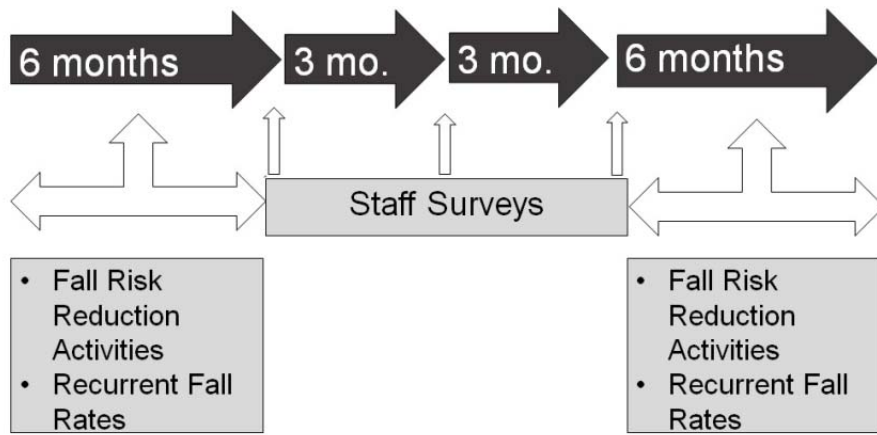 6 months
3 mo.
3 mo.
6 months
Staff Surveys
• Fall Risk
Reduction
Activities
• Recurrent Fall
Rates
• Fall Risk
Reduction
Activities
• Recurrent Fall
Rates